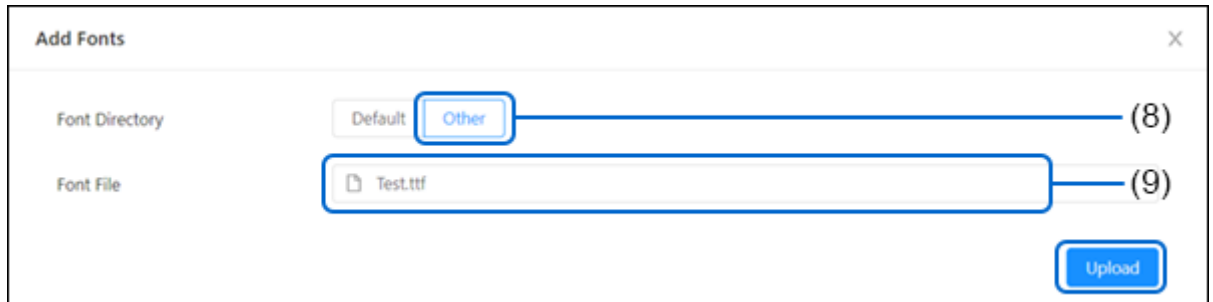 Add Fonts
Font Directory Default Other (8)
Font File Test.ttf (9)
Upload